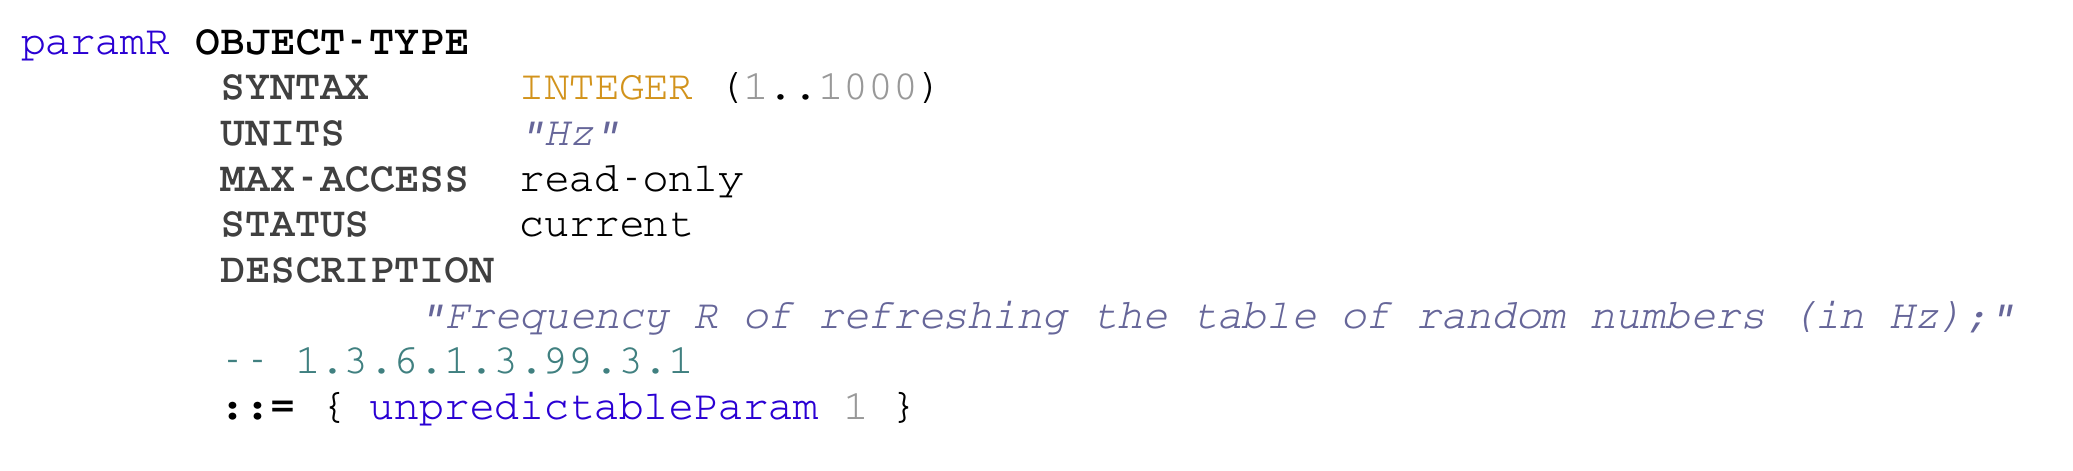 paramR OBJECT-TYPE
SYNTAX INTEGER (1..1000)
UNITS "Hz"
MAX-ACCESS read-only
STATUS current
DESCRIPTION
"Frequency R of refreshing the table of random numbers (in Hz);"
-- 1.3.6.1.3.99.3.1
::= { unpredictableParam 1 }